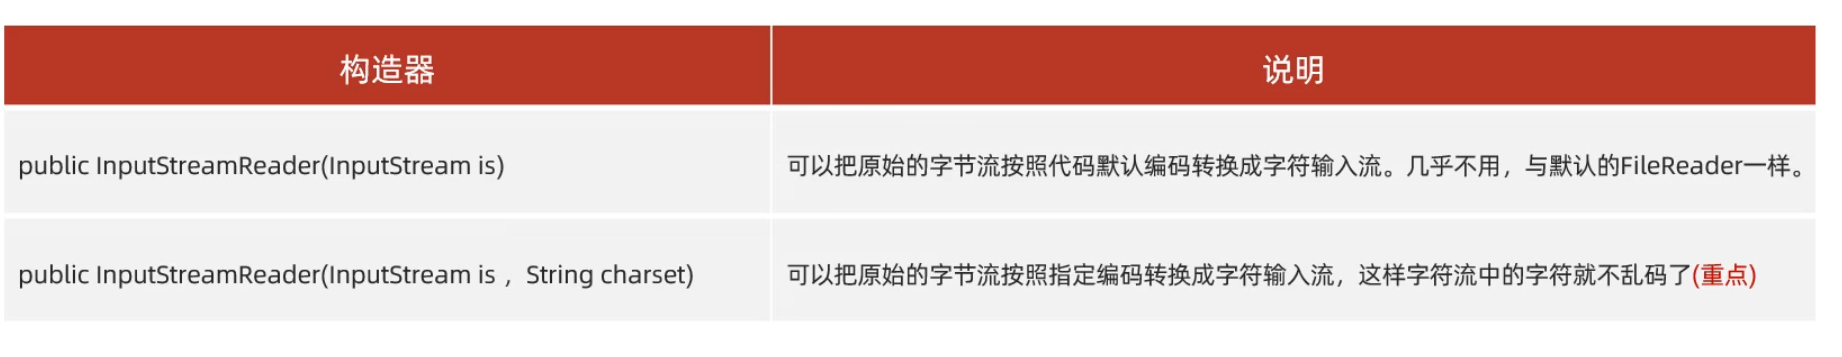 构造器
说明
public InputStreamReader(InputStream is)
可以把原始的字节流按照代码默认编码转换成字符输入流。几乎不用，与默认的FileReader一样。
public InputStreamReader(InputStream is ，String charset)
可以把原始的字节流按照指定编码转换成字符输入流，这样字符流中的字符就不乱码了(重点)